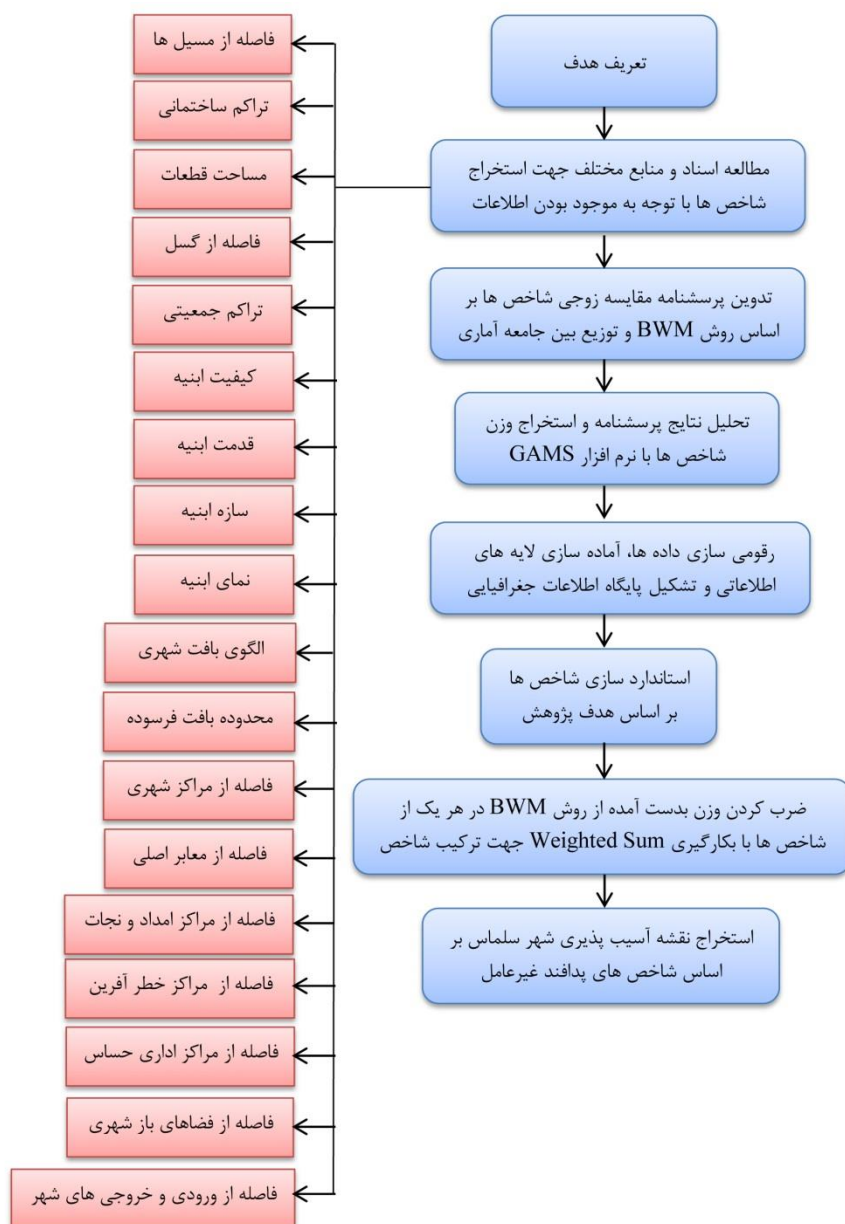 تعریف هدف
مطالعه اسناد و منابع مختلف جهت استخراج
شاخص ها با توجه به موجود بودن اطلاعات
تدوین پرسشنامه مقایسه زوجی شاخص ها بر
اساس روش BWM و توزیع بین جامعه آماری
تحلیل نتایج پرسشنامه و استخراج وزن
شاخص ها با نرم افزار GAMS
رقومی سازی داده ها، آماده سازی لایه های
اطلاعاتی و تشکیل پایگاه اطلاعات جغرافیایی
استاندارد سازی شاخص ها
بر اساس هدف پژوهش
ضرب کردن وزن بدست آمده از روش BWM در هر یک از
شاخص ها با بکارگیری Weighted Sum جهت ترکیب شاخص
استخراج نقشه آسیب پذیری شهر سلماس بر
اساس شاخص های پدافند غیرعامل
فاصله از مسیل ها
تراکم ساختمانی
مساحت قطعات
فاصله از گسل
تراکم جمعیتی
کیفیت ابنیه
قدمت ابنیه
سازه ابنیه
نمای ابنیه
الگوی بافت شهری
محدوده بافت فرسوده
فاصله از مراکز شهری
فاصله از معابر اصلی
فاصله از مراکز امداد و نجات
فاصله از مراکز خطر آفرین
فاصله از مراکز اداری حساس
فاصله از فضاهای باز شهری
فاصله از ورودی و خروجی های شهر